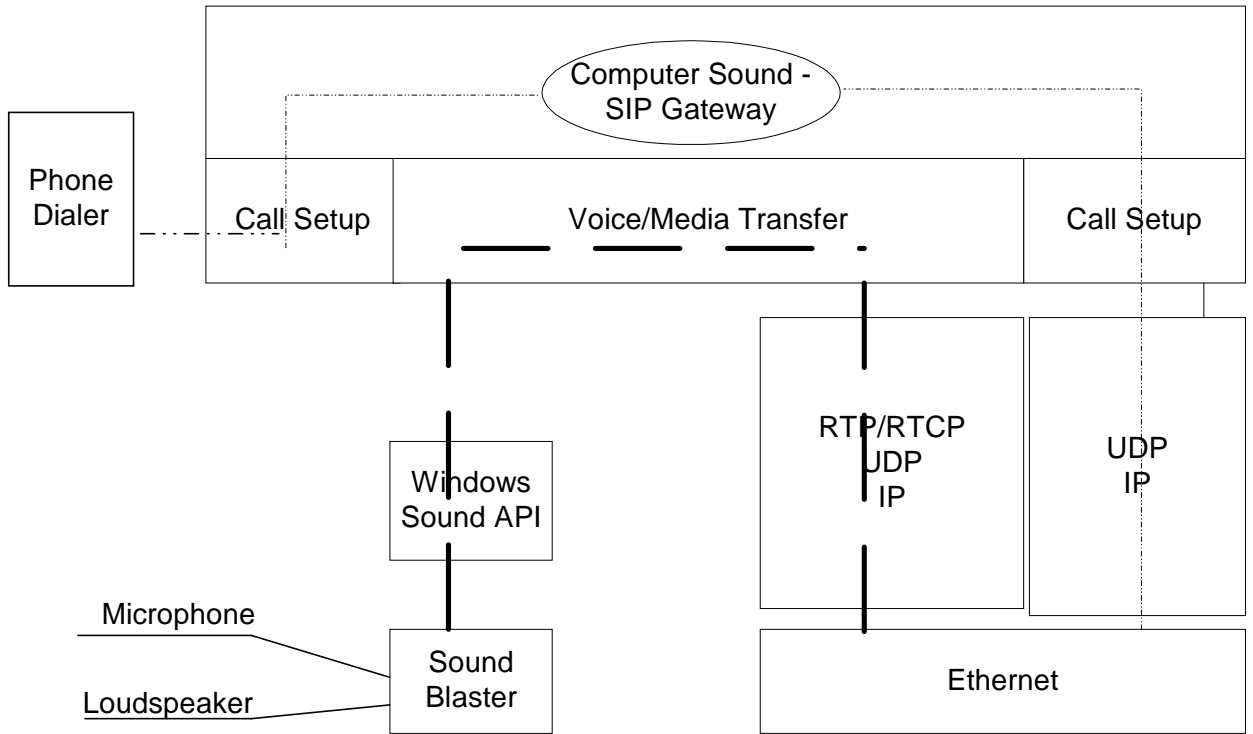 Computer Sound -
SIP Gateway
Phone
Dialer
Call Setup
Voice/Media Transfer
Call Setup
RTP/RTCP
UDP
IP
UDP
IP
Windows
Sound API
Microphone
Loudspeaker
Sound
Blaster
Ethernet